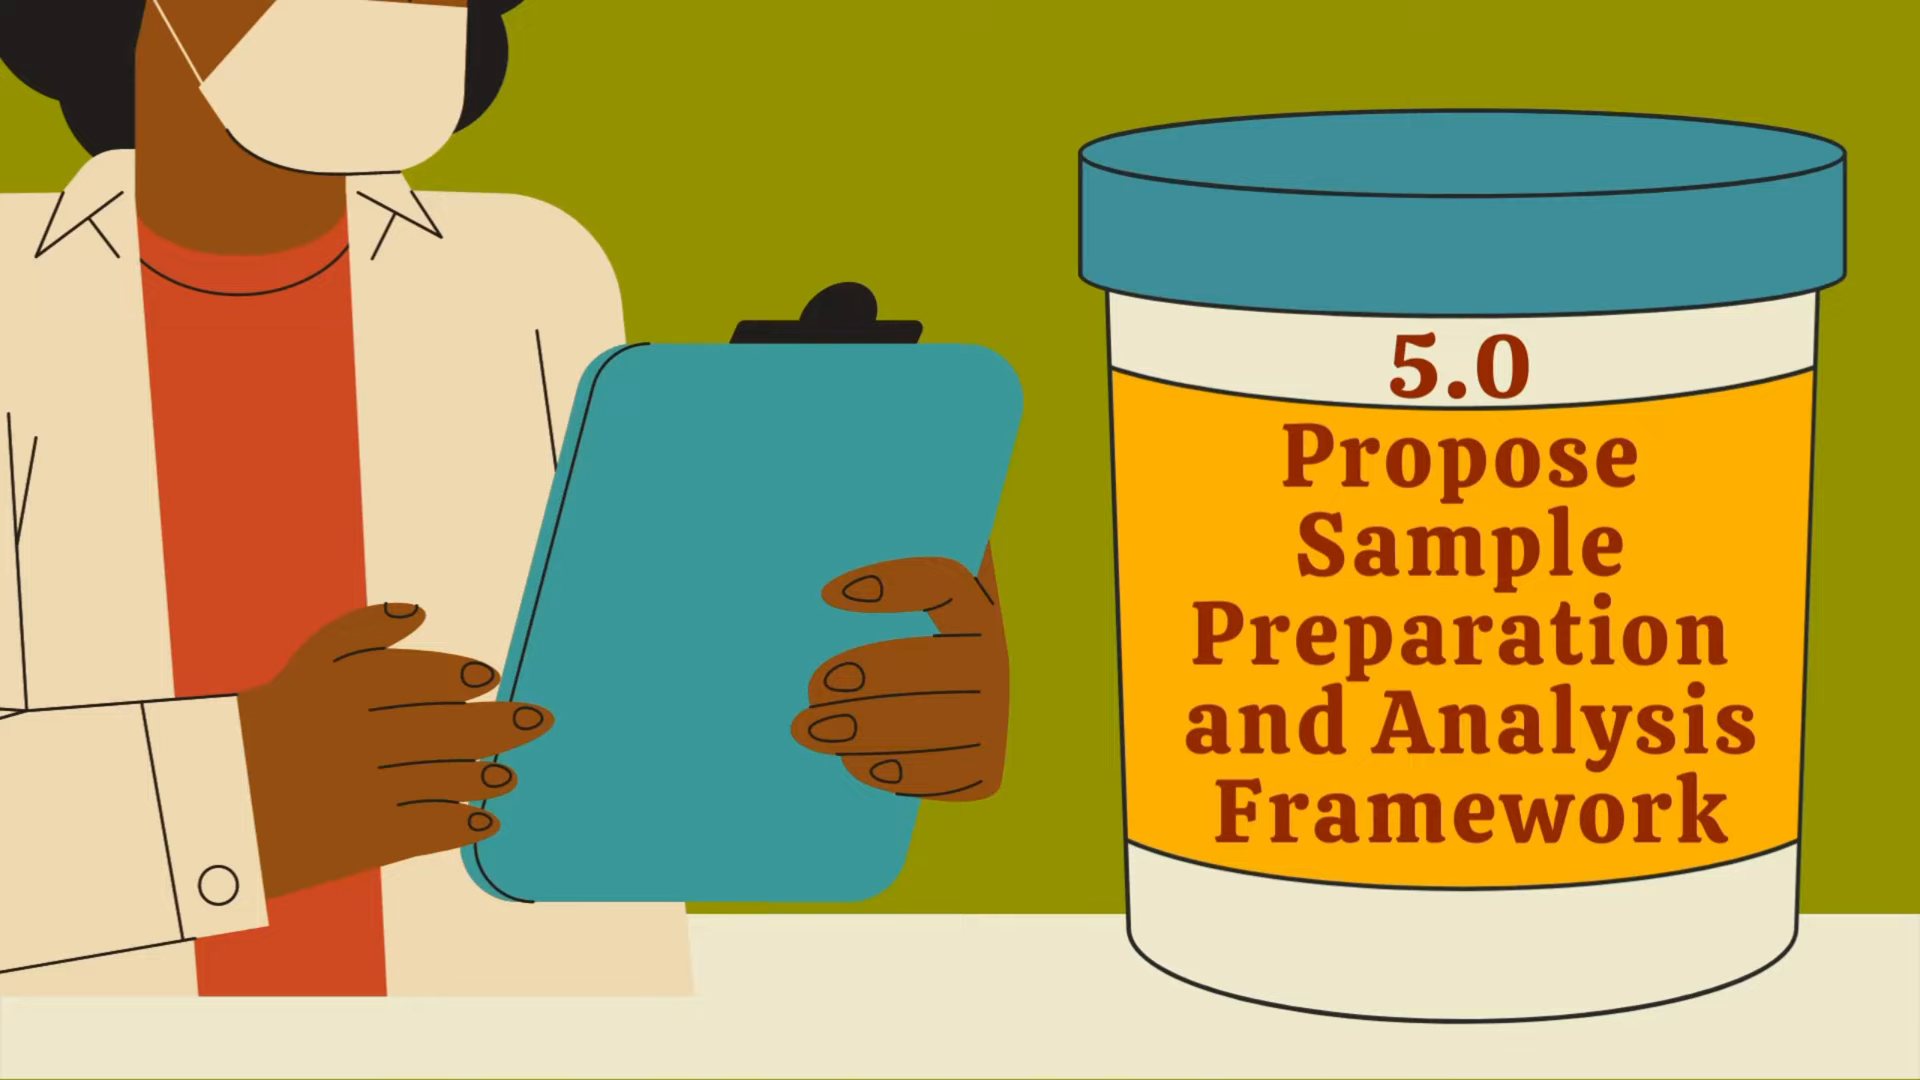 5.0
Propose
Sample
Preparation
and Analysis
Framework